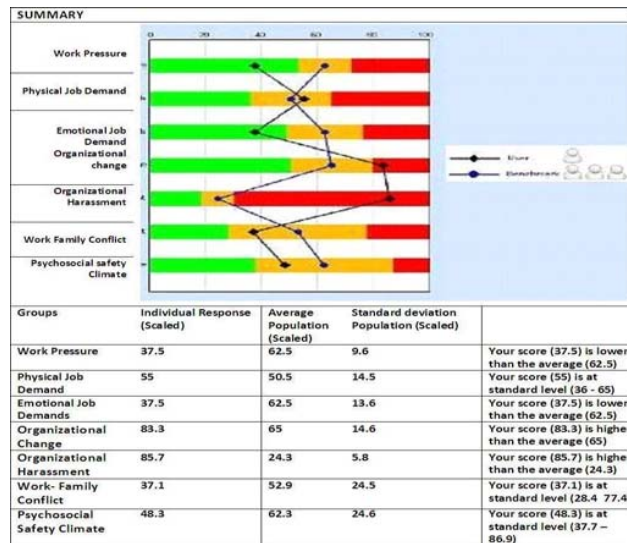 SUMMARY
0 20 40 60 80 100
Work Pressure
Physical Job Demand
Emotional Job
Demand
Organizational
change
Organizational
Harassment
Work Family Conflict
Psychosocial safety
Climate
User
Benchmark
Groups Individual Response (Scaled) Average Population (Scaled) Standard deviation Population (Scaled)
Work Pressure 37.5 62.5 9.6 Your score (37.5) is lower
than the average (62.5)
Physical Job 55 50.5 14.5 Your score (55) is at
Demand standard level (36 - 65)
Emotional Job 37.5 62.5 13.6 Your score (37.5) is lower
Demands than the average (62.5)
Organizational 83.3 65 14.6 Your score (83.3) is highe
Change than the average (65)
Organizational 85.7 24.3 5.8 Your score (85.7) is highe
Harassment than the average (24.3)
Work- Family 37.1 52.9 24.5 Your score (37.1) is at
Conflict standard level (28.4 77.4
Psychosocial 48.3 62.3 24.6 Your score (48.3) is at
Safety Climate standard level (37.7 –
86.9)